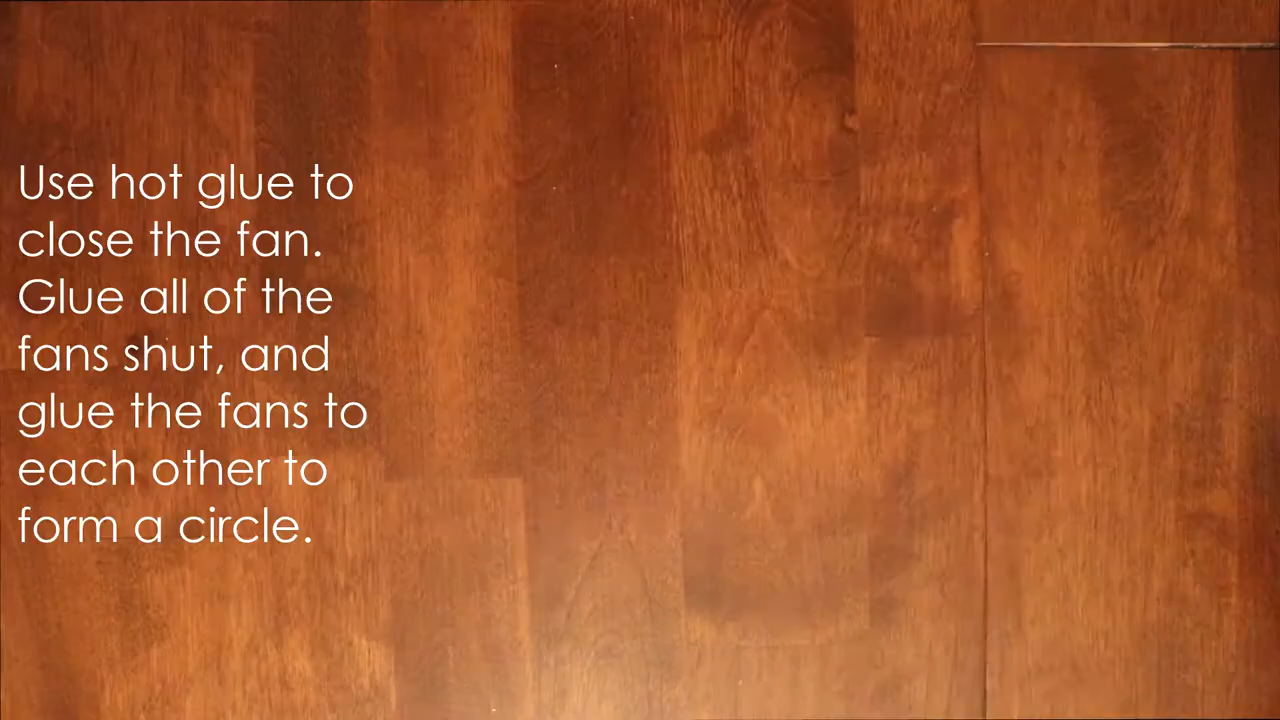 Use hot glue to
close the fan.
Glue all of the
fans shut, and
glue the fans to
each other to
form a circle.